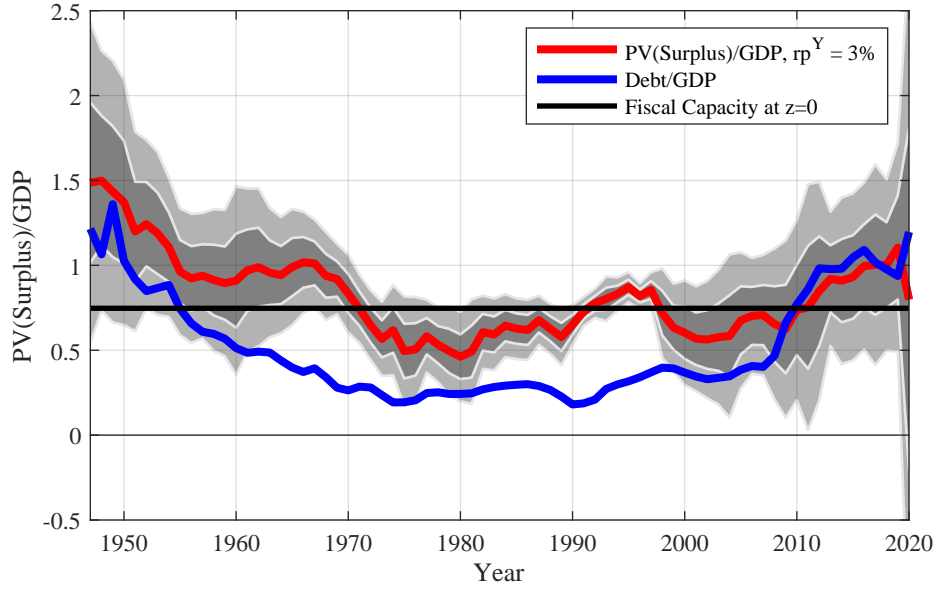 2.5
2
1.5
1
0.5
0
-0.5
PV(Surplus)/GDP
PV(Surplus)/GDP, rp^Y = 3%
Debt/GDP
Fiscal Capacity at z=0
1950 1960 1970 1980 1990 2000 2010 2020
Year